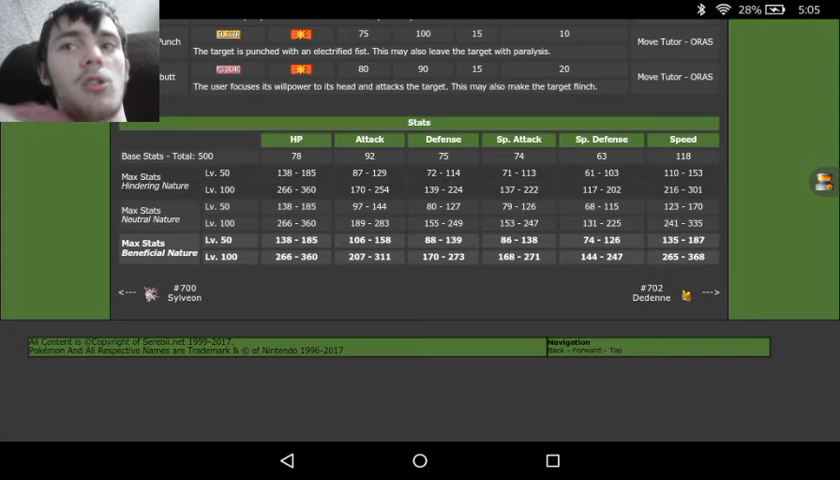 28% 5:05
Punch 75 100 15 10 Move Tutor - ORAS
The target is punched with an electrified fist. This may also leave the target with paralysis.
butt PSYCHC 80 90 15 20 Move Tutor - ORAS
The user focuses its willpower to its head and attacks the target. This may also make the target flinch.
Stats
HP Attack Defense Sp. Attack Sp. Defense Speed
Base Stats - Total: 500 78 92 75 74 63 118
Max Stats Hindering Nature Lv. 50 138 - 185 87 - 129 72 - 114 71 - 113 61 - 103 110 - 153
Lv. 100 266 - 360 170 - 254 139 - 224 137 - 222 117 - 202 216 - 301
Max Stats Neutral Nature Lv. 50 138 - 185 97 - 144 80 - 127 79 - 126 68 - 115 123 - 170
Lv. 100 266 - 360 189 - 283 155 - 249 153 - 247 131 - 225 241 - 335
Max Stats Beneficial Nature Lv. 50 138 - 185 106 - 158 88 - 139 86 - 138 74 - 126 135 - 187
Lv. 100 266 - 360 207 - 311 170 - 273 168 - 271 144 - 247 265 - 368
<--- #700 Sylveon
#702 Dedenne --->
All Content is ©Copyright of Serebii.net 1999-2017.
Pokémon And All Respective Names are Trademark & © of Nintendo 1996-2017
Navigation
Back - Forward - Top